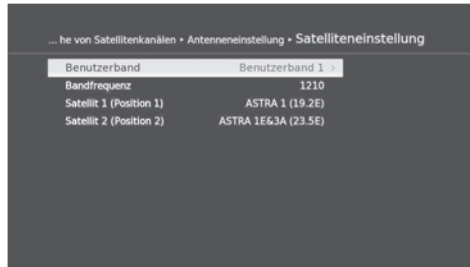 ... he von Satellitenkanälen ▸ Antenneneinstellung ▸ Satelliteneinstellung
Benutzerband Benutzerband 1 >
Bandfrequenz 1210
Satellit 1 (Position 1) ASTRA 1 (19.2E)
Satellit 2 (Position 2) ASTRA 1E&3A (23.5E)